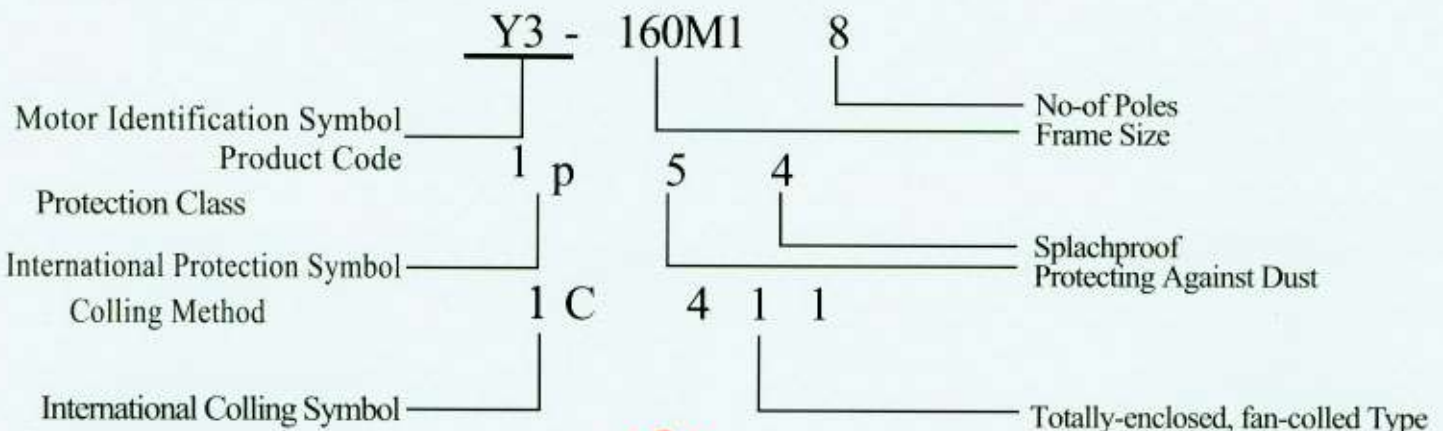 Y3 - 160M1 8
No-of Poles
Motor Identification Symbol
Frame Size
Product Code
1 p 5 4
Protection Class
Splachproof
International Protection Symbol
Protecting Against Dust
1 C 4 1 1
Colling Method
International Colling Symbol
Totally-enclosed, fan-colled Type